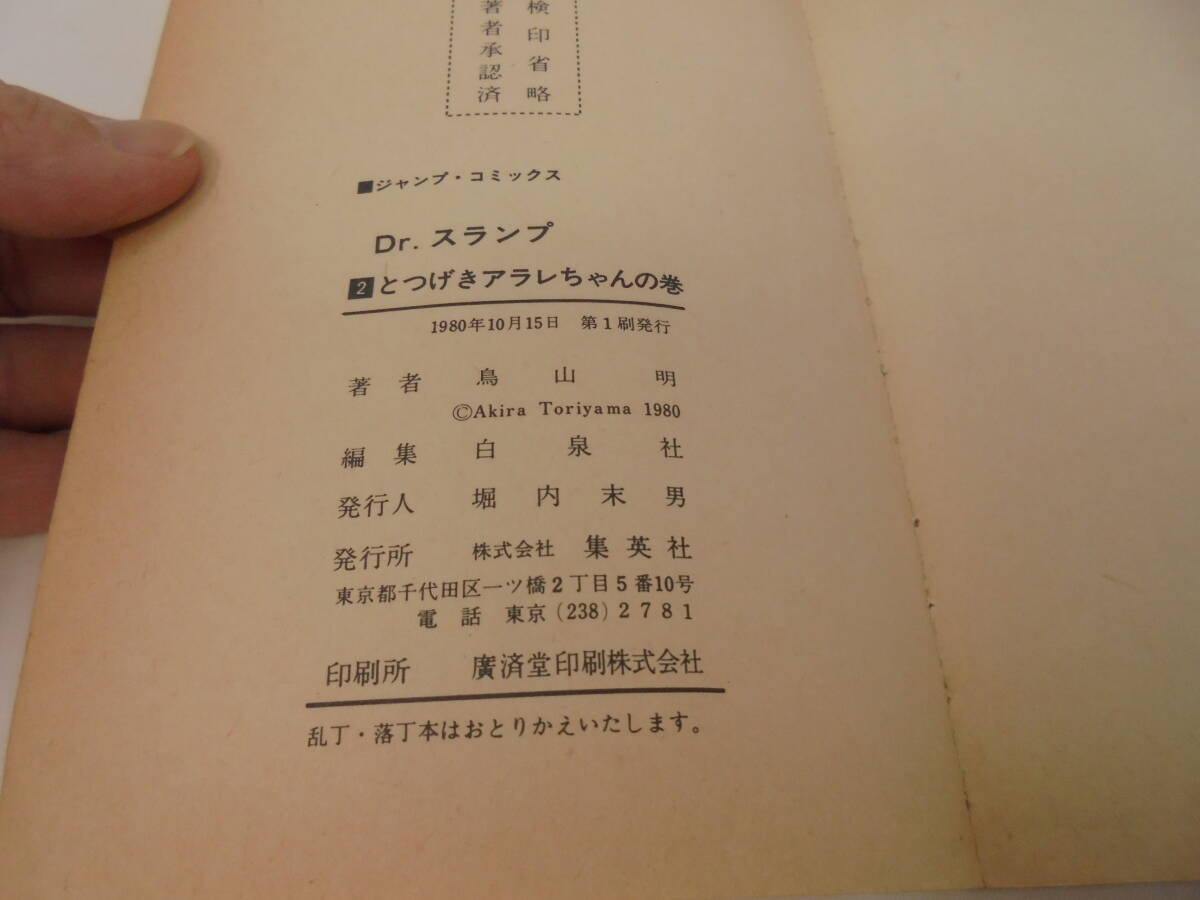 検印省略
著者承認済
■ジャンプ・コミックス
Dr.スランプ
2とつげきアラレちゃんの巻
1980年10月15日 第1刷発行
著者 鳥山明
©Akira Toriyama 1980
編集 白泉社
発行人 堀内末男
発行所 株式会社 集英社
東京都千代田区一ツ橋2丁目5番10号
電話 東京(238)2781
印刷所 廣済堂印刷株式会社
乱丁・落丁本はおとりかえいたします。